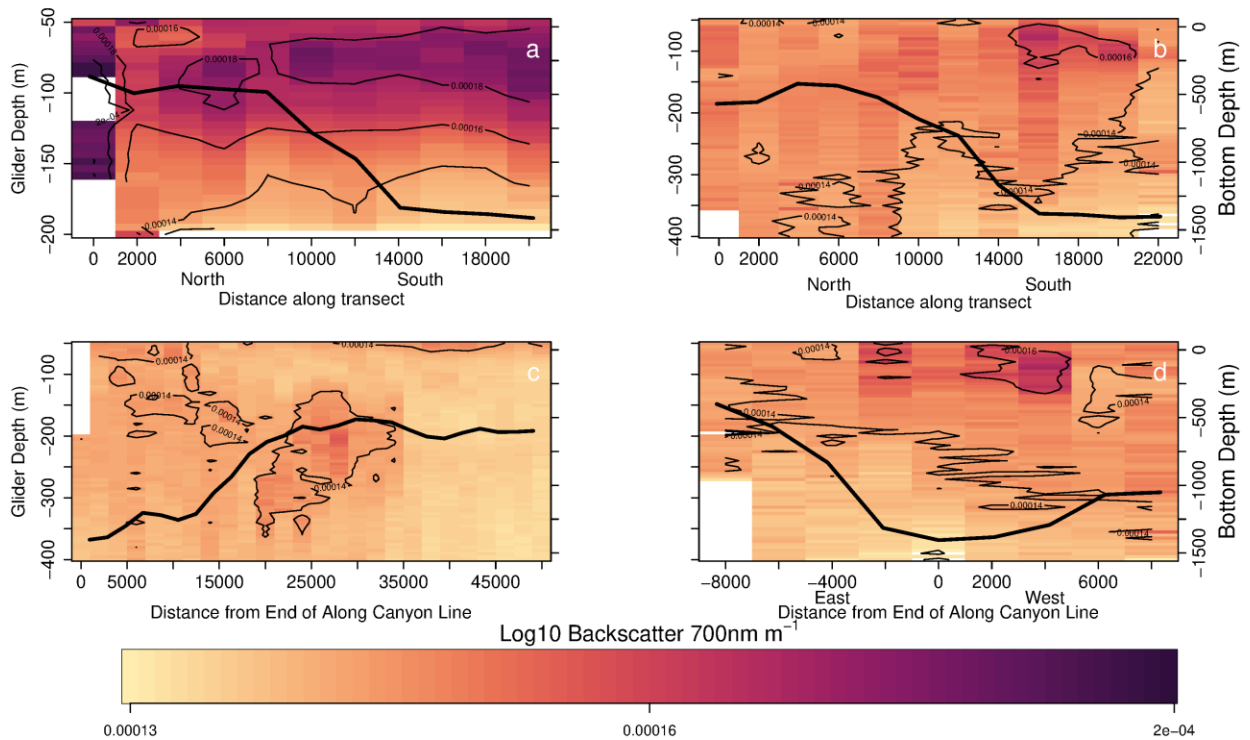 a
Glider Depth (m)
−50
−100
−150
−200
0.00016
0.00018
0.00018
0.00018
2e−04
0.00016
0.00014
0 2000 6000 10000 14000 18000
North South
Distance along transect
b
−100
−200
−300
−400
0.00016
0.00014
0.00014
0.00014
0.00014
0
−500
−1000
−1500
Bottom Depth (m)
0 2000 6000 10000 14000 18000 22000
North South
Distance along transect
c
Glider Depth (m)
−100
−200
−300
−400
0.00014
0.00014
0.00014
0.00014
0.00014
0.00014
5000 15000 25000 35000 45000
Distance from End of Along Canyon Line
d
0.00014
0.00016
0.00014
0.00014
0.00014
0.00014
0
−500
−1000
−1500
Bottom Depth (m)
−8000 −4000 0 2000 6000
East West
Distance from End of Along Canyon Line
Log10 Backscatter 700nm m⁻¹
0.00013 0.00016 2e−04